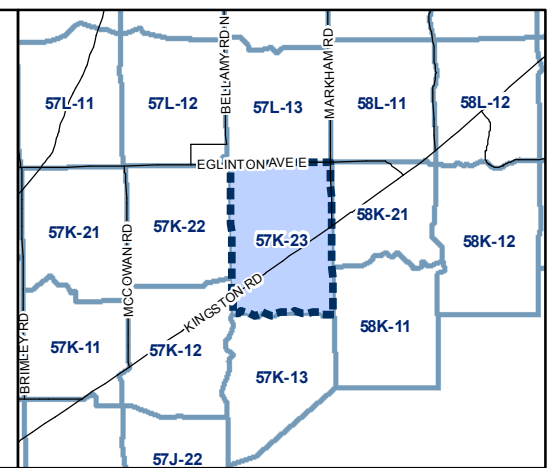 BELLAMY RD N
MARKHAM RD
57L-11
57L-12
57L-13
58L-11
58L-12
EGLINTON AVE E
57K-21
57K-22
57K-23
58K-21
58K-12
MCCOWAN RD
KINGSTON RD
BRIMLEY RD
57K-11
57K-12
57K-13
58K-11
57J-22